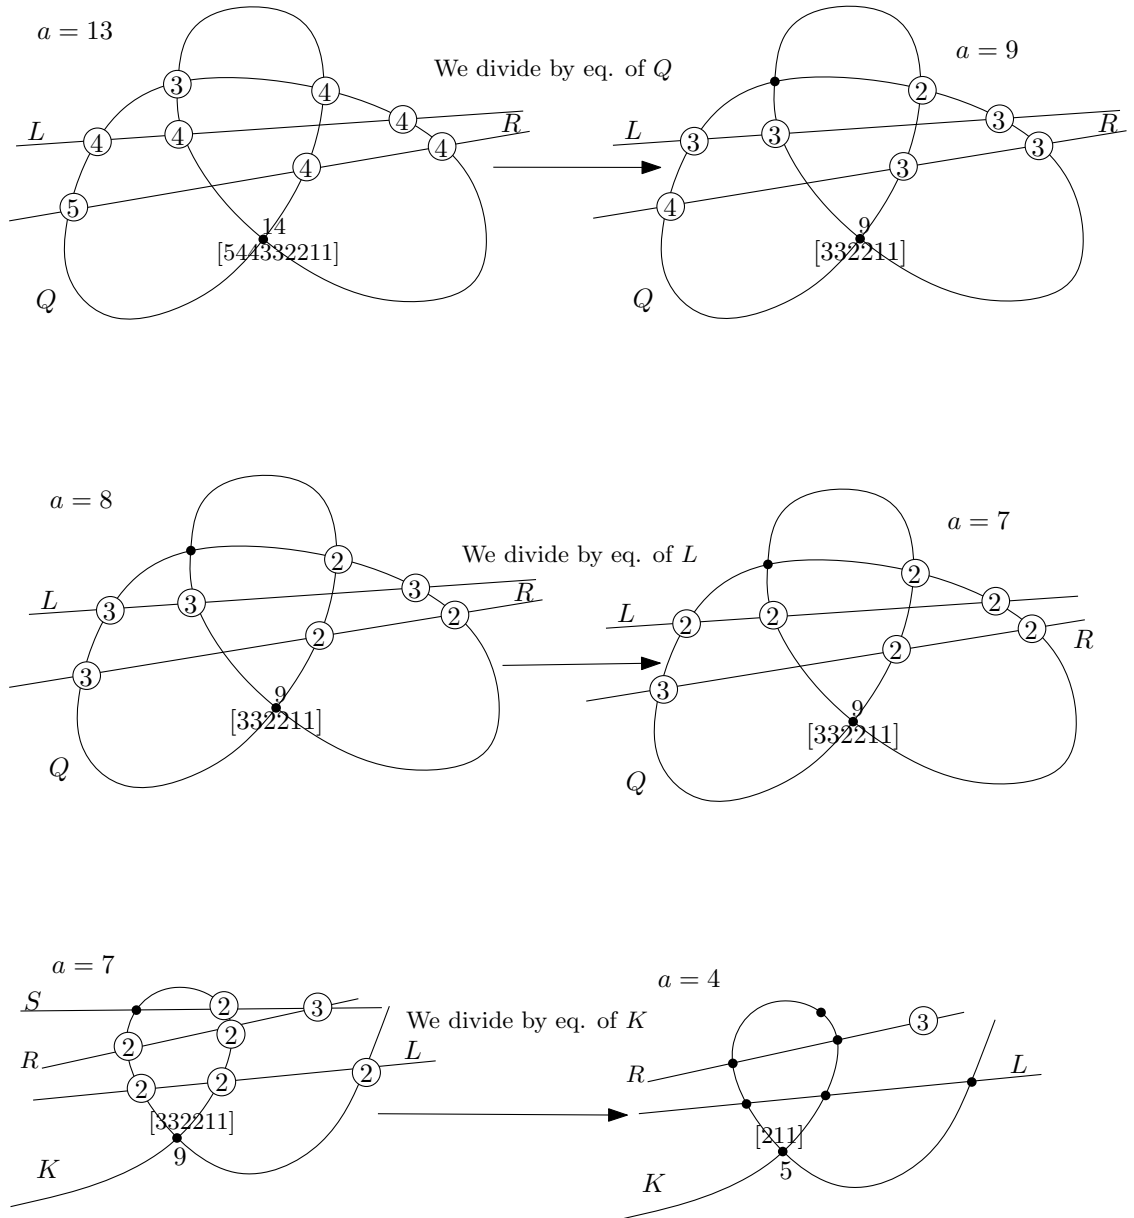 a = 13
We divide by eq. of Q
a = 9
3
4
2
L
4
4
4
R
4
L
3
3
3
R
3
4
3
5
4
14
[544332211]
9
[332211]
Q
Q
a = 8
We divide by eq. of L
a = 7
2
2
L
3
3
3
R
2
L
2
2
2
2
R
2
2
3
3
9
[332211]
9
[332211]
Q
Q
a = 7
We divide by eq. of K
a = 4
S
2
3
3
R
2
2
L
R
L
2
2
2
[332211]
9
[211]
5
K
K